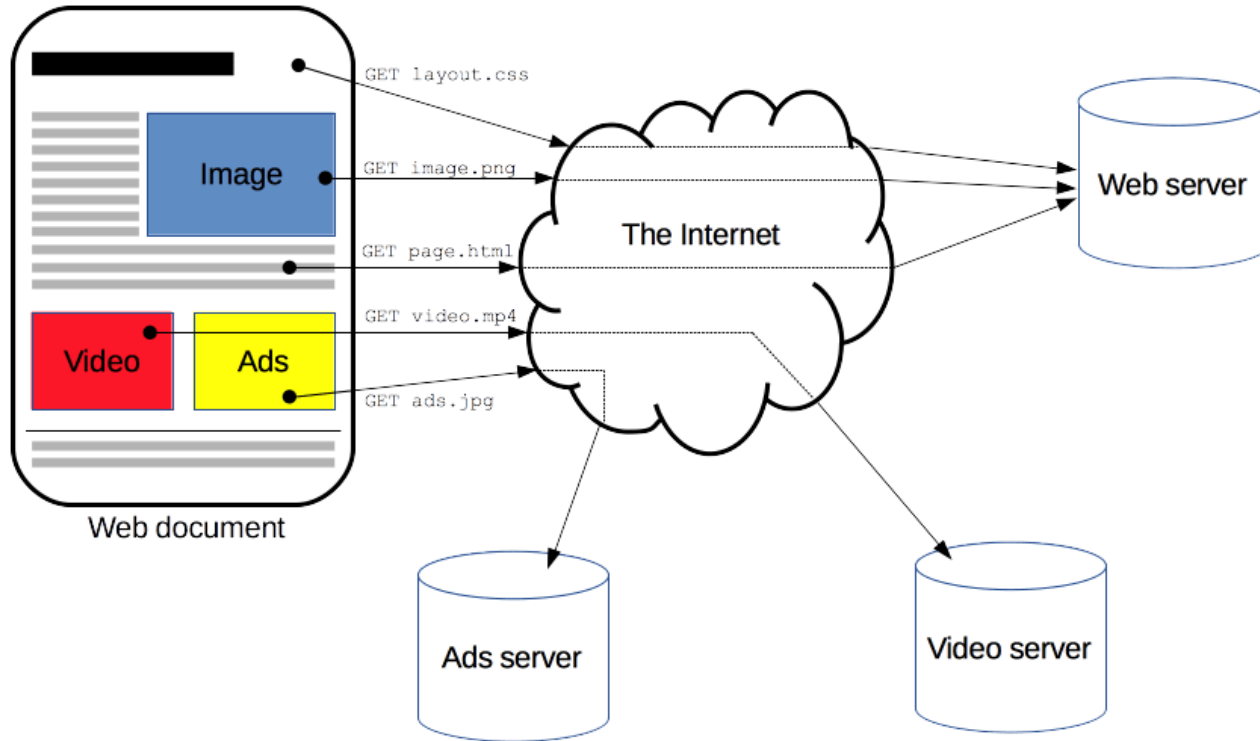 GET layout.css
Image
GET image.png
Web server
The Internet
GET page.html
GET video.mp4
Video
Ads
GET ads.jpg
Web document
Ads server
Video server